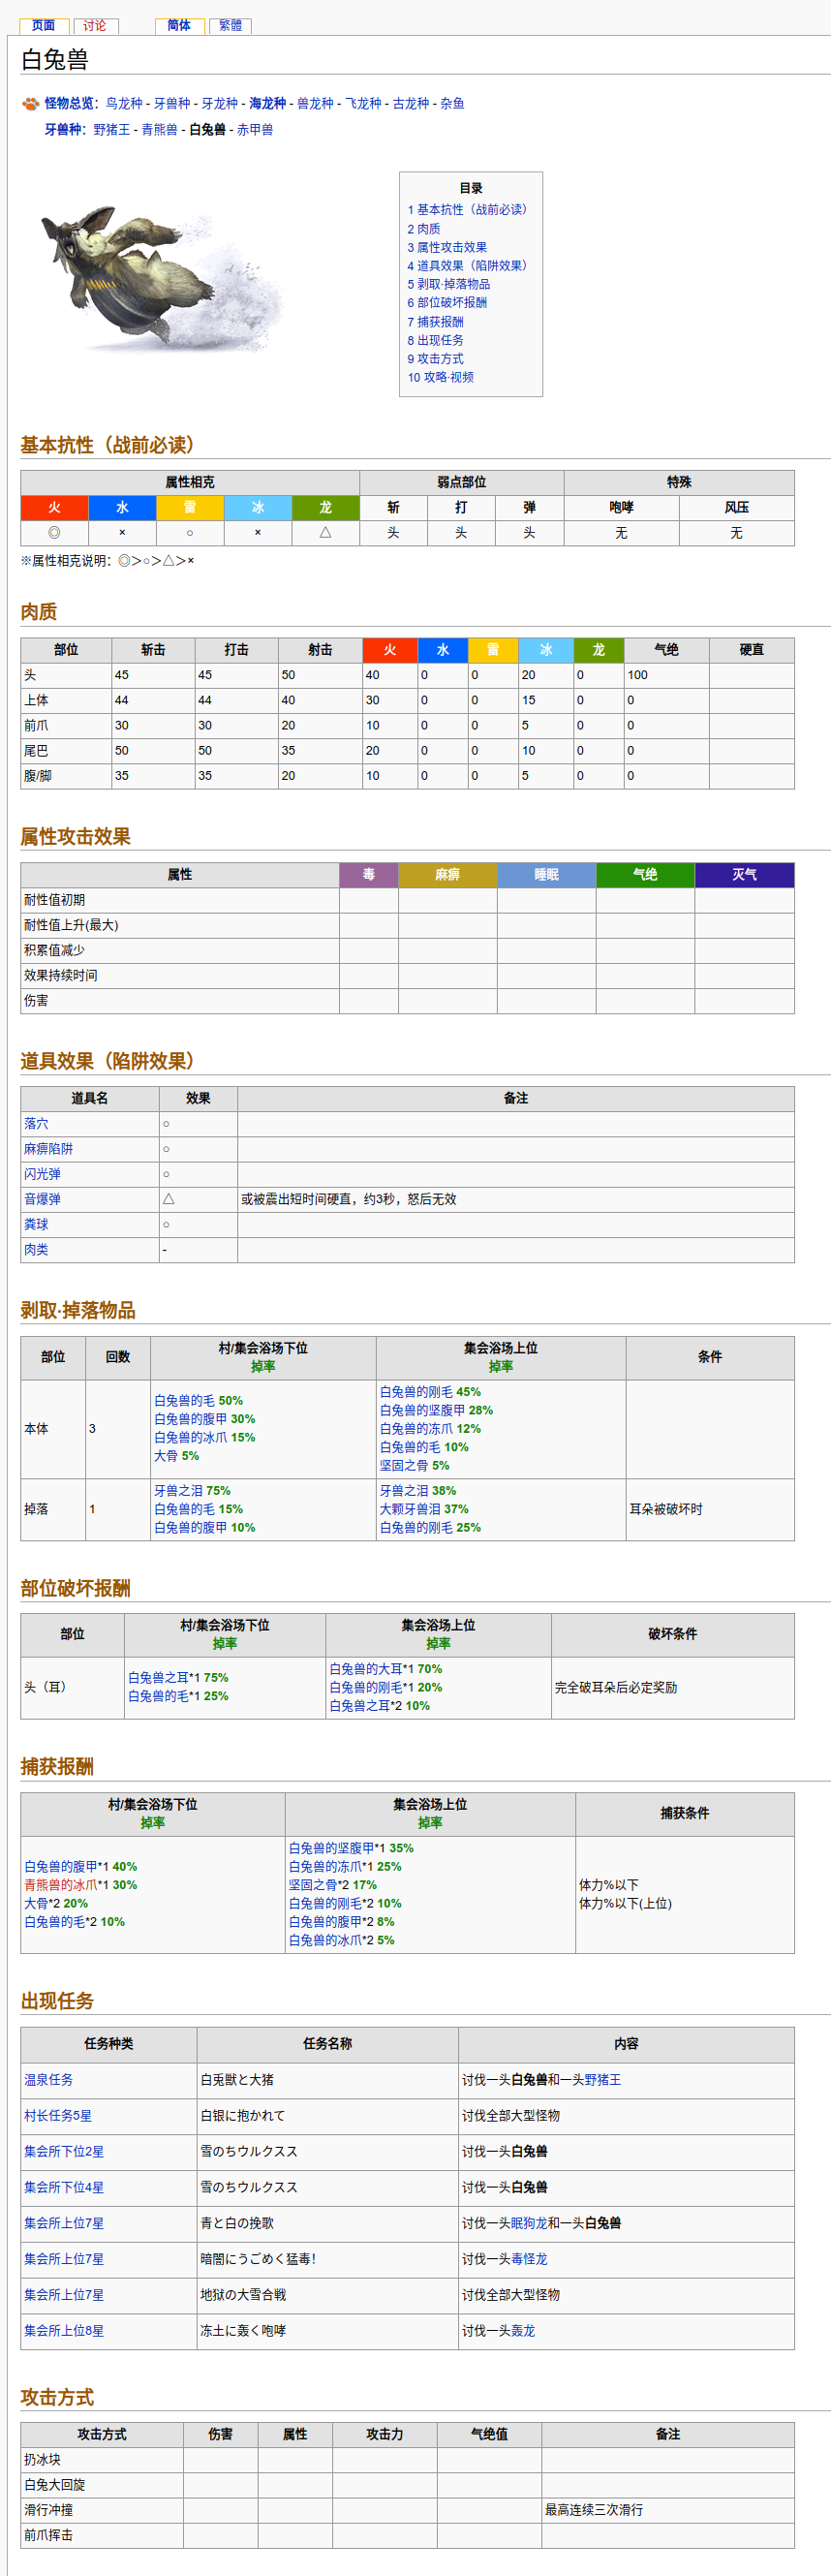 页面 讨论 简体 繁體
白兔兽
怪物总览：鸟龙种 - 牙兽种 - 牙龙种 - 海龙种 - 兽龙种 - 飞龙种 - 古龙种 - 杂鱼
牙兽种：野猪王 - 青熊兽 - 白兔兽 - 赤甲兽
目录
1 基本抗性（战前必读）
2 肉质
3 属性攻击效果
4 道具效果（陷阱效果）
5 剥取·掉落物品
6 部位破坏报酬
7 捕获报酬
8 出现任务
9 攻击方式
10 攻略·视频
基本抗性（战前必读）
属性相克 弱点部位 特殊
火 水 雷 冰 龙 斩 打 弹 咆哮 风压
◎ × ○ × △ 头 头 头 无 无
※属性相克说明：◎＞○＞△＞×
肉质
部位 斩击 打击 射击 火 水 雷 冰 龙 气绝 硬直
头 45 45 50 40 0 0 20 0 100
上体 44 44 40 30 0 0 15 0 0
前爪 30 30 20 10 0 0 5 0 0
尾巴 50 50 35 20 0 0 10 0 0
腹/脚 35 35 20 10 0 0 5 0 0
属性攻击效果
属性 毒 麻痹 睡眠 气绝 灭气
耐性值初期
耐性值上升(最大)
积累值减少
效果持续时间
伤害
道具效果（陷阱效果）
道具名 效果 备注
落穴 ○
麻痹陷阱 ○
闪光弹 ○
音爆弹 △ 或被震出短时间硬直，约3秒，怒后无效
粪球 ○
肉类 -
剥取·掉落物品
部位 回数 村/集会浴场下位 集会浴场上位 条件
掉率 掉率
本体 3
白兔兽的毛 50%
白兔兽的腹甲 30%
白兔兽的冰爪 15%
大骨 5%
白兔兽的刚毛 45%
白兔兽的坚腹甲 28%
白兔兽的冻爪 12%
白兔兽的毛 10%
坚固之骨 5%
掉落 1
牙兽之泪 75%
白兔兽的毛 15%
白兔兽的腹甲 10%
牙兽之泪 38%
大颗牙兽泪 37%
白兔兽的刚毛 25%
耳朵被破坏时
部位破坏报酬
部位 村/集会浴场下位 集会浴场上位 破坏条件
掉率 掉率
头（耳）
白兔兽之耳*1 75%
白兔兽的毛*1 25%
白兔兽的大耳*1 70%
白兔兽的刚毛*1 20%
白兔兽之耳*2 10%
完全破耳朵后必定奖励
捕获报酬
村/集会浴场下位 集会浴场上位 捕获条件
掉率 掉率
白兔兽的腹甲*1 40%
青熊兽的冰爪*1 30%
大骨*2 20%
白兔兽的毛*2 10%
白兔兽的坚腹甲*1 35%
白兔兽的冻爪*1 25%
坚固之骨*2 17%
白兔兽的刚毛*2 10%
白兔兽的腹甲*2 8%
白兔兽的冰爪*2 5%
体力%以下
体力%以下(上位)
出现任务
任务种类 任务名称 内容
温泉任务 白兎獣と大猪 讨伐一头白兔兽和一头野猪王
村长任务5星 白银に抱かれて 讨伐全部大型怪物
集会所下位2星 雪のちウルクスス 讨伐一头白兔兽
集会所下位4星 雪のちウルクスス 讨伐一头白兔兽
集会所上位7星 青と白の挽歌 讨伐一头眠狗龙和一头白兔兽
集会所上位7星 暗闇にうごめく猛毒！ 讨伐一头毒怪龙
集会所上位7星 地狱の大雪合戦 讨伐全部大型怪物
集会所上位8星 冻土に轰く咆哮 讨伐一头轰龙
攻击方式
攻击方式 伤害 属性 攻击力 气绝值 备注
扔冰块
白兔大回旋
滑行冲撞 最高连续三次滑行
前爪挥击